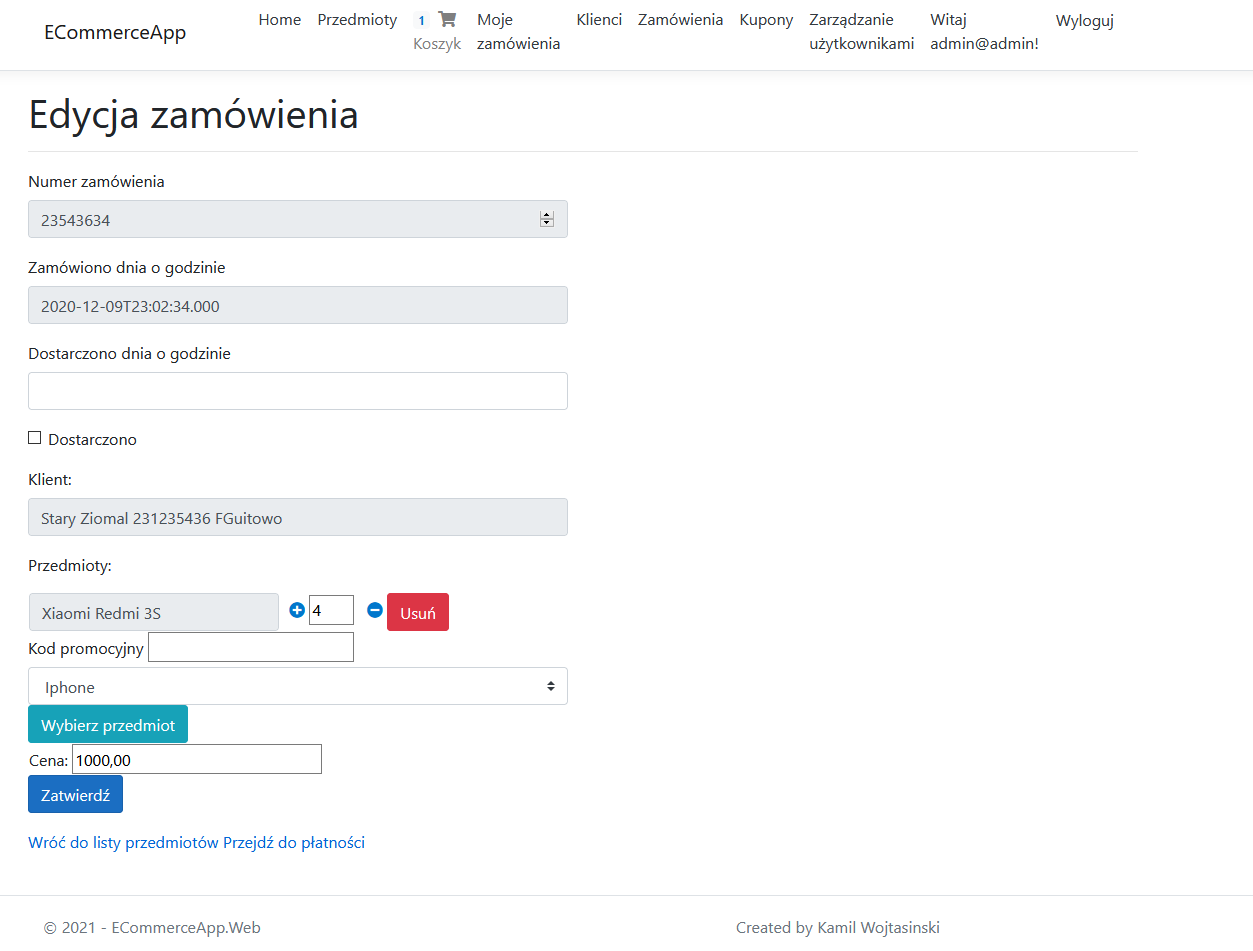 ECommerceApp
Home
Przedmioty
1
Koszyk
Moje
zamówienia
Klienci
Zamówienia
Kupony
Zarządzanie
użytkownikami
Witaj
admin@admin!
Wyloguj
Edycja zamówienia
Numer zamówienia
23543634
Zamówiono dnia o godzinie
2020-12-09T23:02:34.000
Dostarczono dnia o godzinie
Dostarczono
Klient:
Stary Ziomal 231235436 FGuitowo
Przedmioty:
Xiaomi Redmi 3S 4 Usuń
Kod promocyjny
Iphone
Wybierz przedmiot
Cena: 1000,00
Zatwierdź
Wróć do listy przedmiotów Przejdź do płatności
© 2021 - ECommerceApp.Web Created by Kamil Wojtasinski